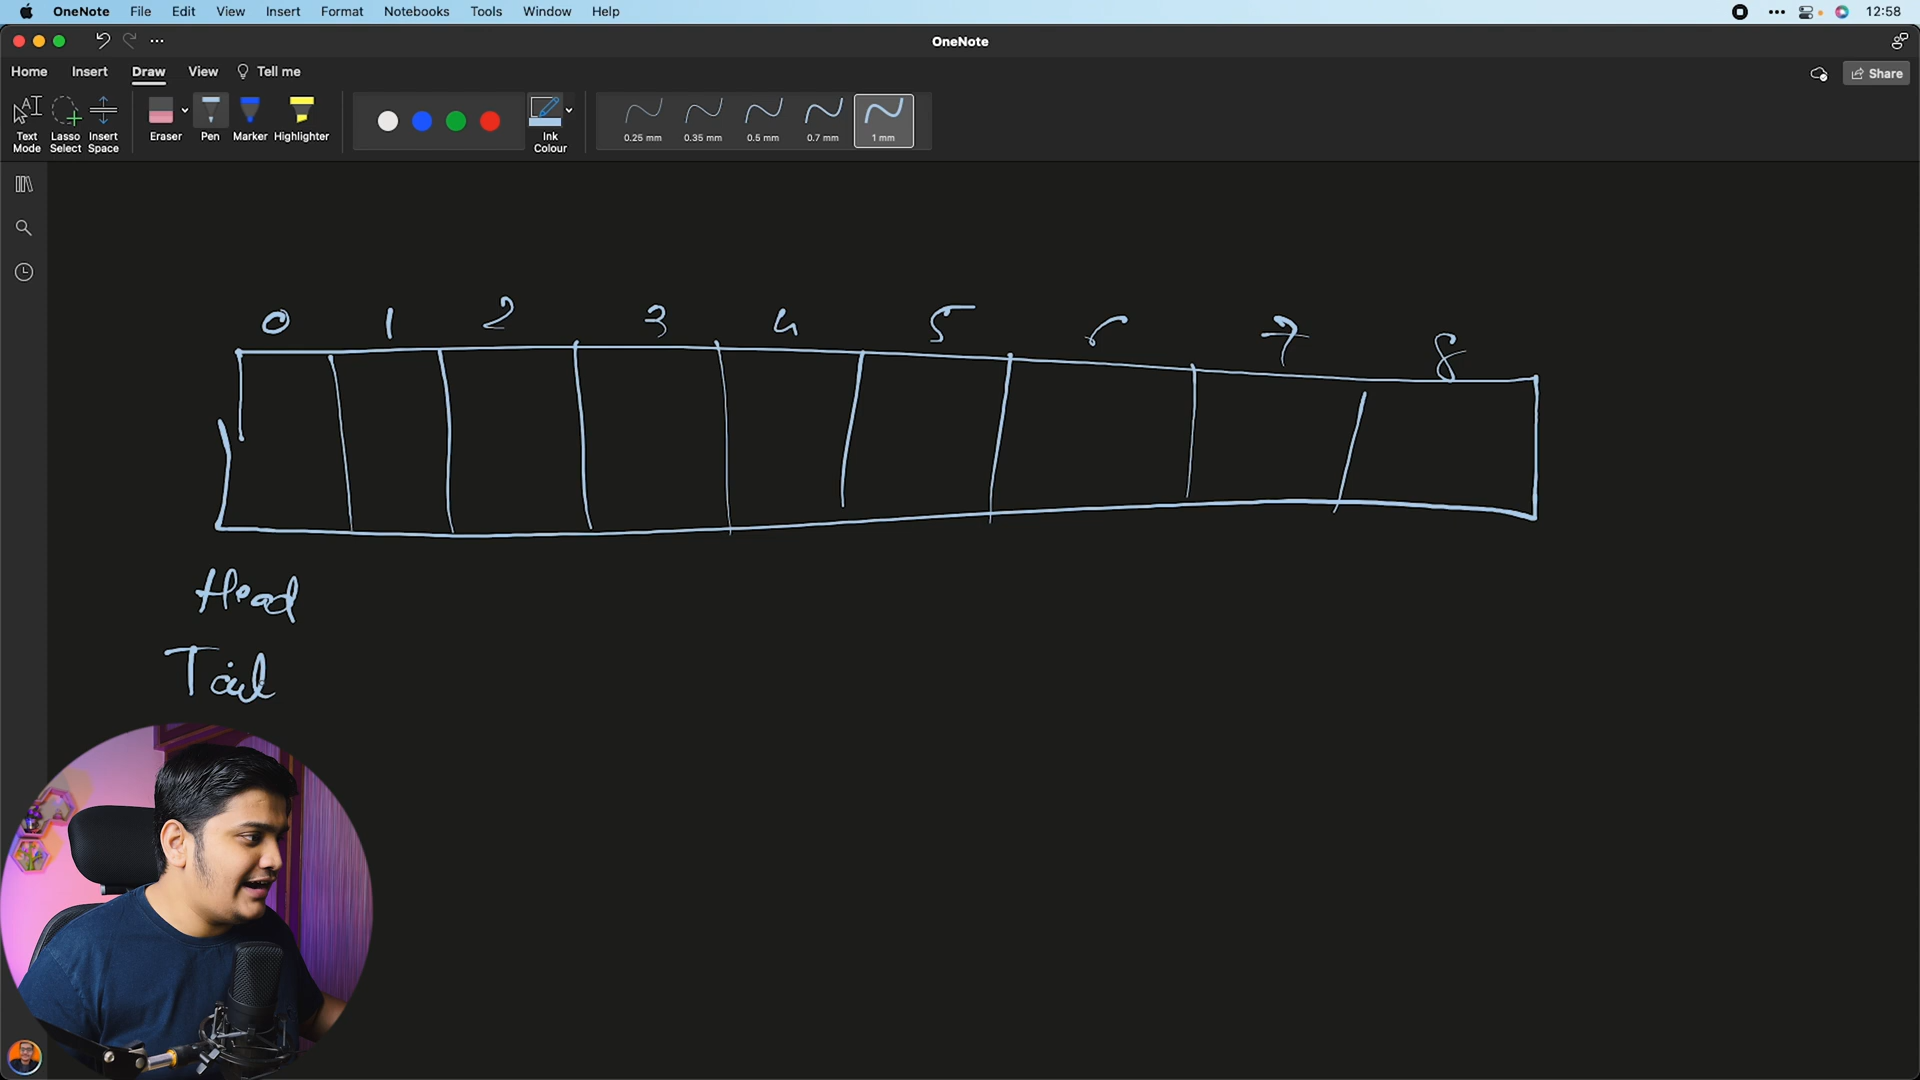 OneNote File Edit View Insert Format Notebooks Tools Window Help 12:58
OneNote
Home Insert Draw View Tell me Share
Text Mode Lasso Select Insert Space Eraser Pen Marker Highlighter Ink Colour 0.25 mm 0.35 mm 0.5 mm 0.7 mm 1 mm
0 1 2 3 4 5 6 7 8
Head
Tail